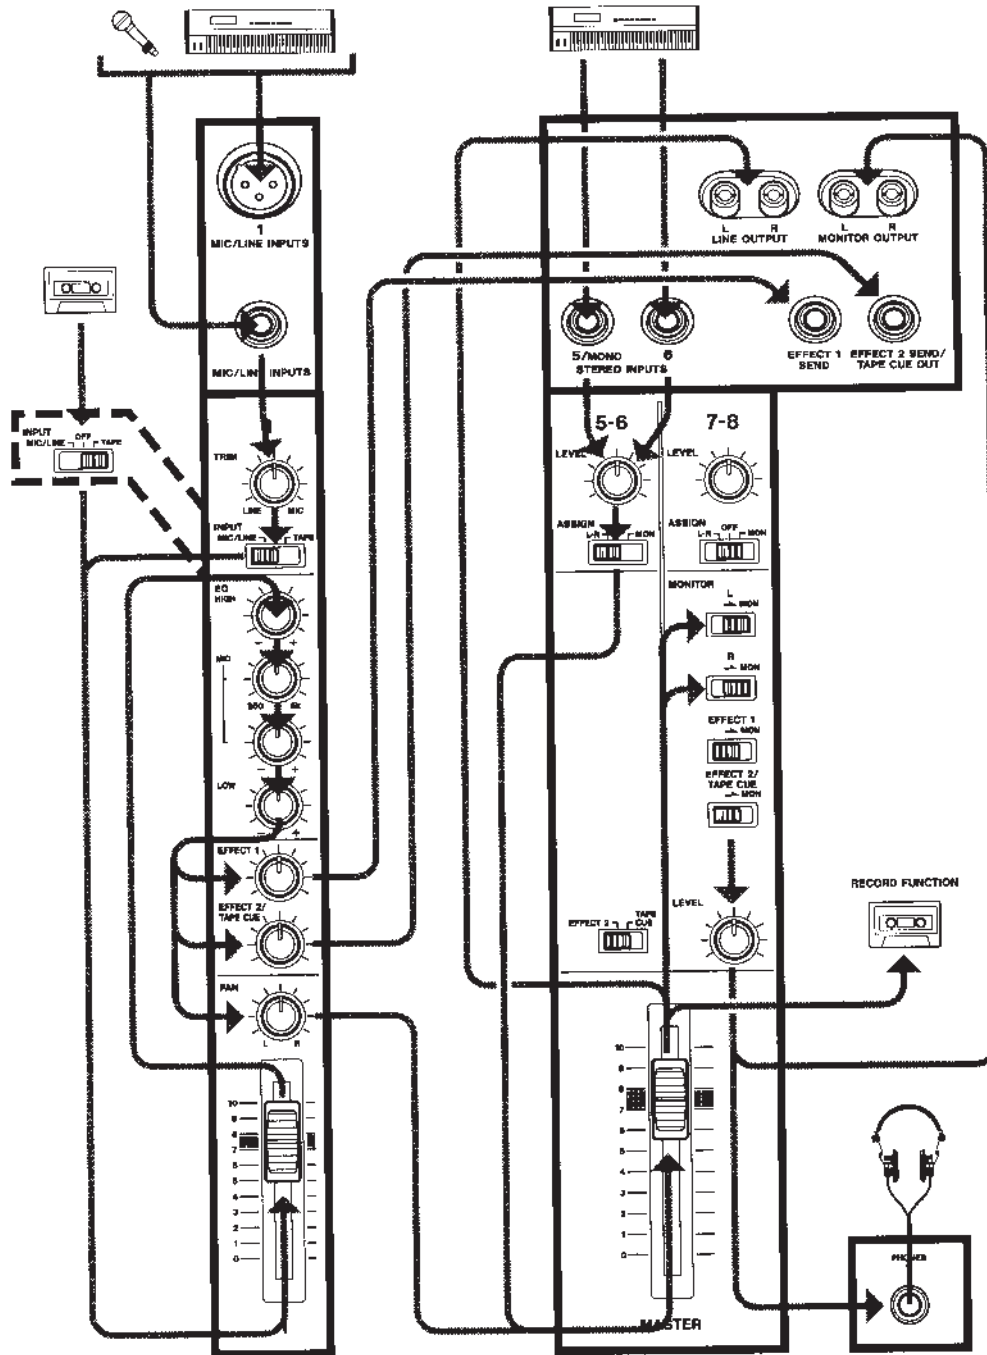 1
MIC/LINE INPUTS
MIC/LINE INPUTS
INPUT
MIC/LINE
OFF
TAPE
TRIM
LINE
MIC
INPUT
MIC/LINE
TAPE
EQ
HIGH
- +
MID
5K
- +
LOW
- +
EFFECT 1
EFFECT 2/
TAPE CUE
PAN
L
R
10
9
8
7
6
5
4
3
2
1
0
L
R
LINE OUTPUT
L
R
MONITOR OUTPUT
5/MONO
6
STEREO INPUTS
EFFECT 1
SEND
EFFECT 2 SEND/
TAPE CUE OUT
5-6
7-8
LEVEL
LEVEL
ASSIGN
L-R
MON
ASSIGN
L-R
OFF
MON
MONITOR
L
MON
R
MON
EFFECT 1
MON
EFFECT 2/
TAPE CUE
MON
EFFECT 2
TAPE
CUE
LEVEL
RECORD FUNCTION
10
9
8
7
6
5
4
3
2
1
0
MASTER
PHONES